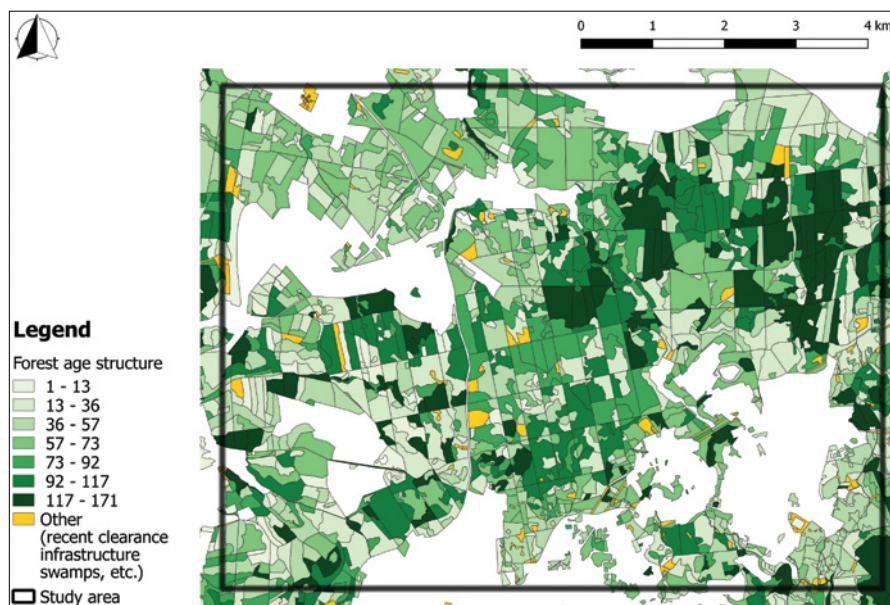 0 1 2 3 4 km
Legend
Forest age structure
1 - 13
13 - 36
36 - 57
57 - 73
73 - 92
92 - 117
117 - 171
Other
(recent clearance
infrastructure
swamps, etc.)
Study area